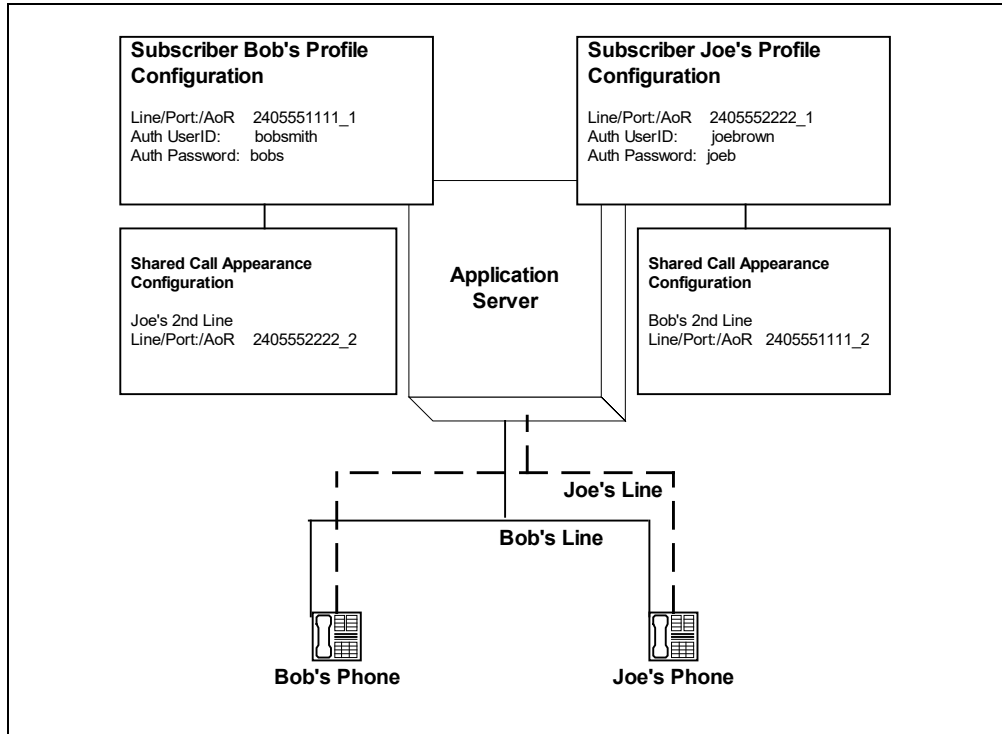 Subscriber Bob's Profile
Configuration
Line/Port:/AoR 2405551111_1
Auth UserID: bobsmith
Auth Password: bobs
Subscriber Joe's Profile
Configuration
Line/Port:/AoR 2405552222_1
Auth UserID: joebrown
Auth Password: joeb
Shared Call Appearance
Configuration
Joe's 2nd Line
Line/Port:/AoR 2405552222_2
Application
Server
Shared Call Appearance
Configuration
Bob's 2nd Line
Line/Port:/AoR 2405551111_2
Joe's Line
Bob's Line
Bob's Phone
Joe's Phone